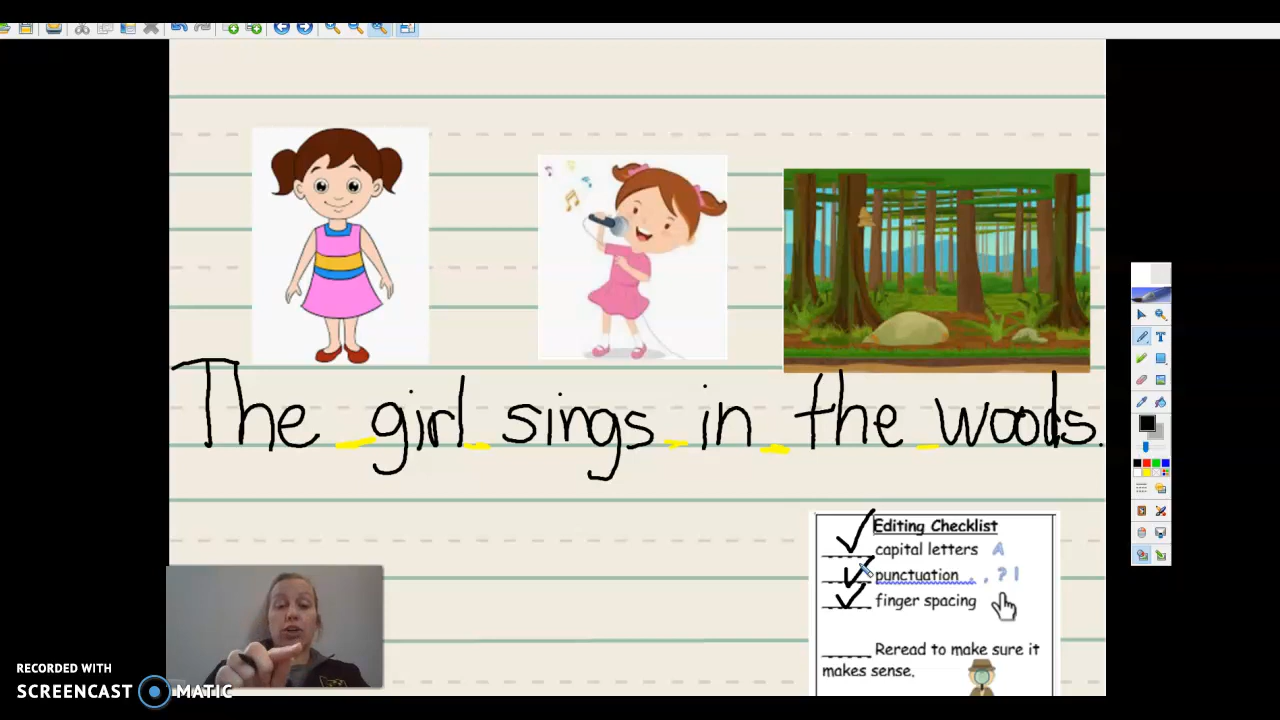 The girl sings in the woods.
Editing Checklist
capital letters A
punctuation . , ? !
finger spacing
Reread to make sure it
makes sense.
RECORDED WITH
SCREENCAST MATIC